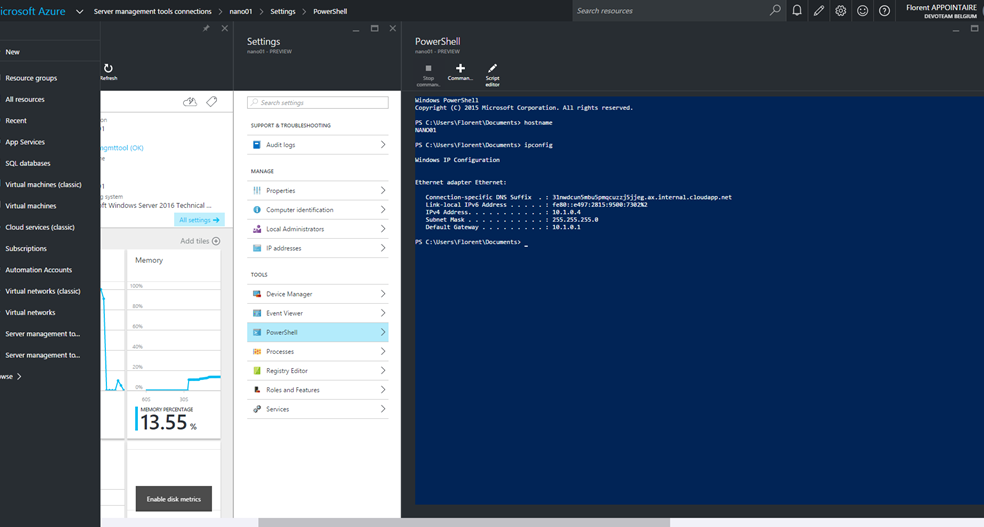 icrosoft Azure
Server management tools connections > nano01 > Settings > PowerShell
Search resources
Florent APPOINTAIRE
DEVOTEAM BELGIUM
New
Resource groups
All resources
Recent
App Services
SQL databases
Virtual machines (classic)
Virtual machines
Cloud services (classic)
Subscriptions
Automation Accounts
Virtual networks (classic)
Virtual networks
Server management to...
Server management to...
wse >
Refresh
on
mgmttool (OK)
ft Windows Server 2016 Technical ...
All settings →
Add tiles
Memory
100%
80%
60%
40%
20%
0%
60S 30S
MEMORY PERCENTAGE
13.55 %
Enable disk metrics
Settings
nano01 - PREVIEW
Search settings
SUPPORT & TROUBLESHOOTING
Audit logs
MANAGE
Properties
Computer identification
Local Administrators
IP addresses
TOOLS
Device Manager
Event Viewer
PowerShell
Processes
Registry Editor
Roles and Features
Services
PowerShell
nano01 - PREVIEW
Stop comman.
Comman...
Script editor
Windows PowerShell
Copyright (C) 2015 Microsoft Corporation. All rights reserved.
PS C:\Users\Florent\Documents> hostname
NANO01
PS C:\Users\Florent\Documents> ipconfig
Windows IP Configuration
Ethernet adapter Ethernet:
Connection-specific DNS Suffix . : 31nwdcun5mbu5pmqcuzzj5jjeg.ax.internal.cloudapp.net
Link-local IPv6 Address . . . . . : fe80::e497:2815:9500:7302%2
IPv4 Address. . . . . . . . . . . : 10.1.0.4
Subnet Mask . . . . . . . . . . . : 255.255.255.0
Default Gateway . . . . . . . . . : 10.1.0.1
PS C:\Users\Florent\Documents> _